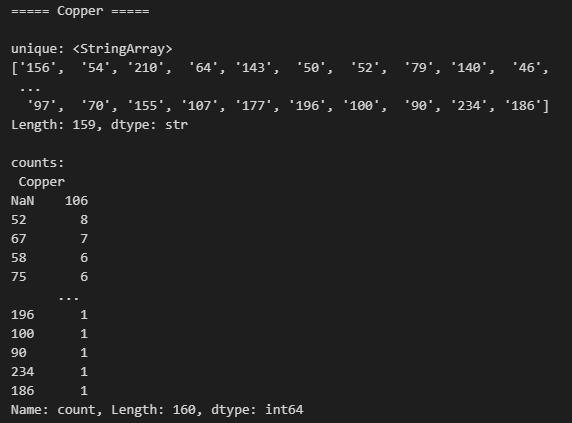 ===== Copper =====
unique: <StringArray>
['156',  '54', '210',  '64', '143',  '50',  '52',  '79', '140',  '46',
 ...
  '97',  '70', '155', '107', '177', '196', '100',  '90', '234', '186']
Length: 159, dtype: str
counts:
 Copper
NaN    106
52       8
67       7
58       6
75       6
      ...
196      1
100      1
90       1
234      1
186      1
Name: count, Length: 160, dtype: int64